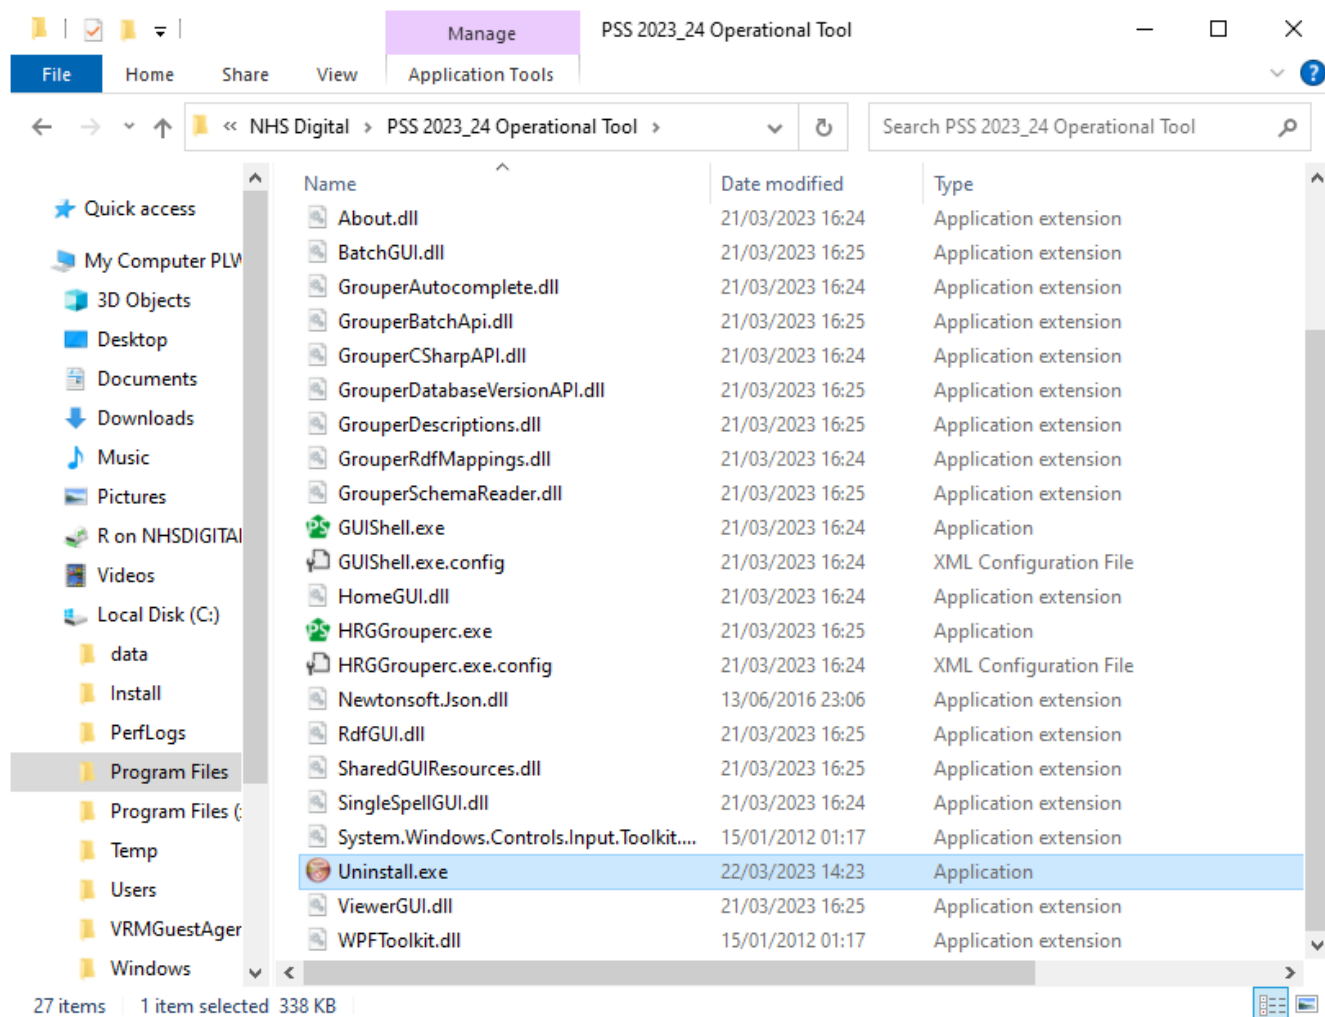 Manage
PSS 2023_24 Operational Tool
File Home Share View Application Tools
« NHS Digital › PSS 2023_24 Operational Tool ›
Search PSS 2023_24 Operational Tool
Quick access
My Computer PLW
3D Objects
Desktop
Documents
Downloads
Music
Pictures
R on NHSDIGITAL
Videos
Local Disk (C:)
data
Install
PerfLogs
Program Files
Program Files (
Temp
Users
VRMGuestAger
Windows
Name Date modified Type
About.dll 21/03/2023 16:24 Application extension
BatchGUI.dll 21/03/2023 16:25 Application extension
GrouperAutocomplete.dll 21/03/2023 16:24 Application extension
GrouperBatchApi.dll 21/03/2023 16:25 Application extension
GrouperCSharpAPI.dll 21/03/2023 16:24 Application extension
GrouperDatabaseVersionAPI.dll 21/03/2023 16:25 Application extension
GrouperDescriptions.dll 21/03/2023 16:25 Application extension
GrouperRdfMappings.dll 21/03/2023 16:24 Application extension
GrouperSchemaReader.dll 21/03/2023 16:25 Application extension
GUIShell.exe 21/03/2023 16:24 Application
GUIShell.exe.config 21/03/2023 16:24 XML Configuration File
HomeGUI.dll 21/03/2023 16:24 Application extension
HRGGrouperc.exe 21/03/2023 16:25 Application
HRGGrouperc.exe.config 21/03/2023 16:24 XML Configuration File
Newtonsoft.Json.dll 13/06/2016 23:06 Application extension
RdfGUI.dll 21/03/2023 16:25 Application extension
SharedGUIResources.dll 21/03/2023 16:25 Application extension
SingleSpellGUI.dll 21/03/2023 16:24 Application extension
System.Windows.Controls.Input.Toolkit.... 15/01/2012 01:17 Application extension
Uninstall.exe 22/03/2023 14:23 Application
ViewerGUI.dll 21/03/2023 16:25 Application extension
WPFToolkit.dll 15/01/2012 01:17 Application extension
27 items 1 item selected 338 KB